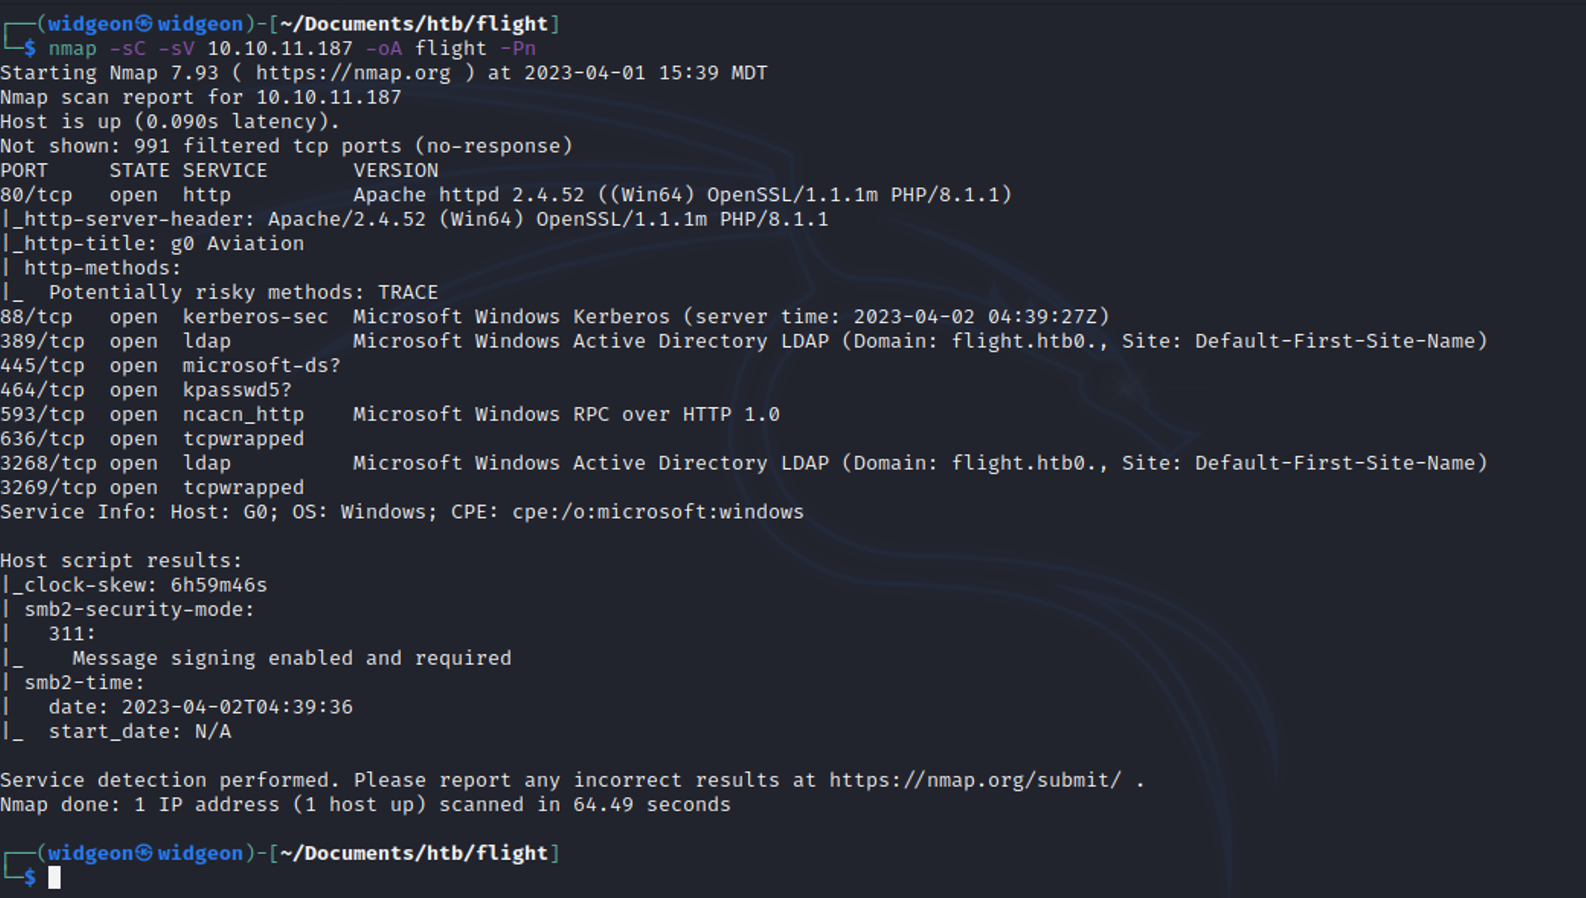 ┌──(widgeon㉿widgeon)-[~/Documents/htb/flight]
└─$ nmap -sC -sV 10.10.11.187 -oA flight -Pn
Starting Nmap 7.93 ( https://nmap.org ) at 2023-04-01 15:39 MDT
Nmap scan report for 10.10.11.187
Host is up (0.090s latency).
Not shown: 991 filtered tcp ports (no-response)
PORT     STATE SERVICE       VERSION
80/tcp   open  http          Apache httpd 2.4.52 ((Win64) OpenSSL/1.1.1m PHP/8.1.1)
|_http-server-header: Apache/2.4.52 (Win64) OpenSSL/1.1.1m PHP/8.1.1
|_http-title: g0 Aviation
| http-methods:
|_  Potentially risky methods: TRACE
88/tcp   open  kerberos-sec  Microsoft Windows Kerberos (server time: 2023-04-02 04:39:27Z)
389/tcp  open  ldap          Microsoft Windows Active Directory LDAP (Domain: flight.htb0., Site: Default-First-Site-Name)
445/tcp  open  microsoft-ds?
464/tcp  open  kpasswd5?
593/tcp  open  ncacn_http    Microsoft Windows RPC over HTTP 1.0
636/tcp  open  tcpwrapped
3268/tcp open  ldap          Microsoft Windows Active Directory LDAP (Domain: flight.htb0., Site: Default-First-Site-Name)
3269/tcp open  tcpwrapped
Service Info: Host: G0; OS: Windows; CPE: cpe:/o:microsoft:windows

Host script results:
|_clock-skew: 6h59m46s
| smb2-security-mode:
|   311:
|_    Message signing enabled and required
| smb2-time:
|   date: 2023-04-02T04:39:36
|_  start_date: N/A

Service detection performed. Please report any incorrect results at https://nmap.org/submit/ .
Nmap done: 1 IP address (1 host up) scanned in 64.49 seconds

┌──(widgeon㉿widgeon)-[~/Documents/htb/flight]
└─$